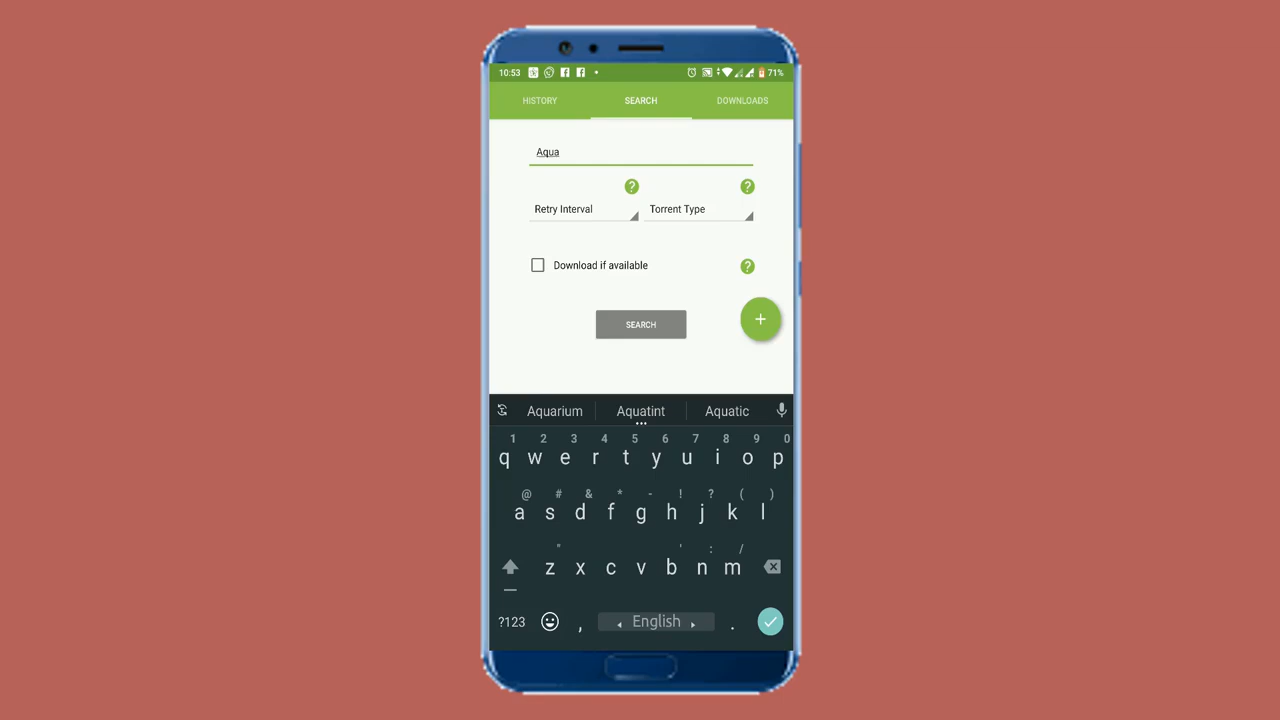 10:53 71%
HISTORY SEARCH DOWNLOADS
Aqua
? ?
Retry Interval Torrent Type
Download if available ?
SEARCH +
Aquarium Aquatint Aquatic
1 2 3 4 5 6 7 8 9 0
q w e r t y u i o p
@ # & * - ! ? ( )
a s d f g h j k l
" ' : /
z x c v b n m
?123 , English .